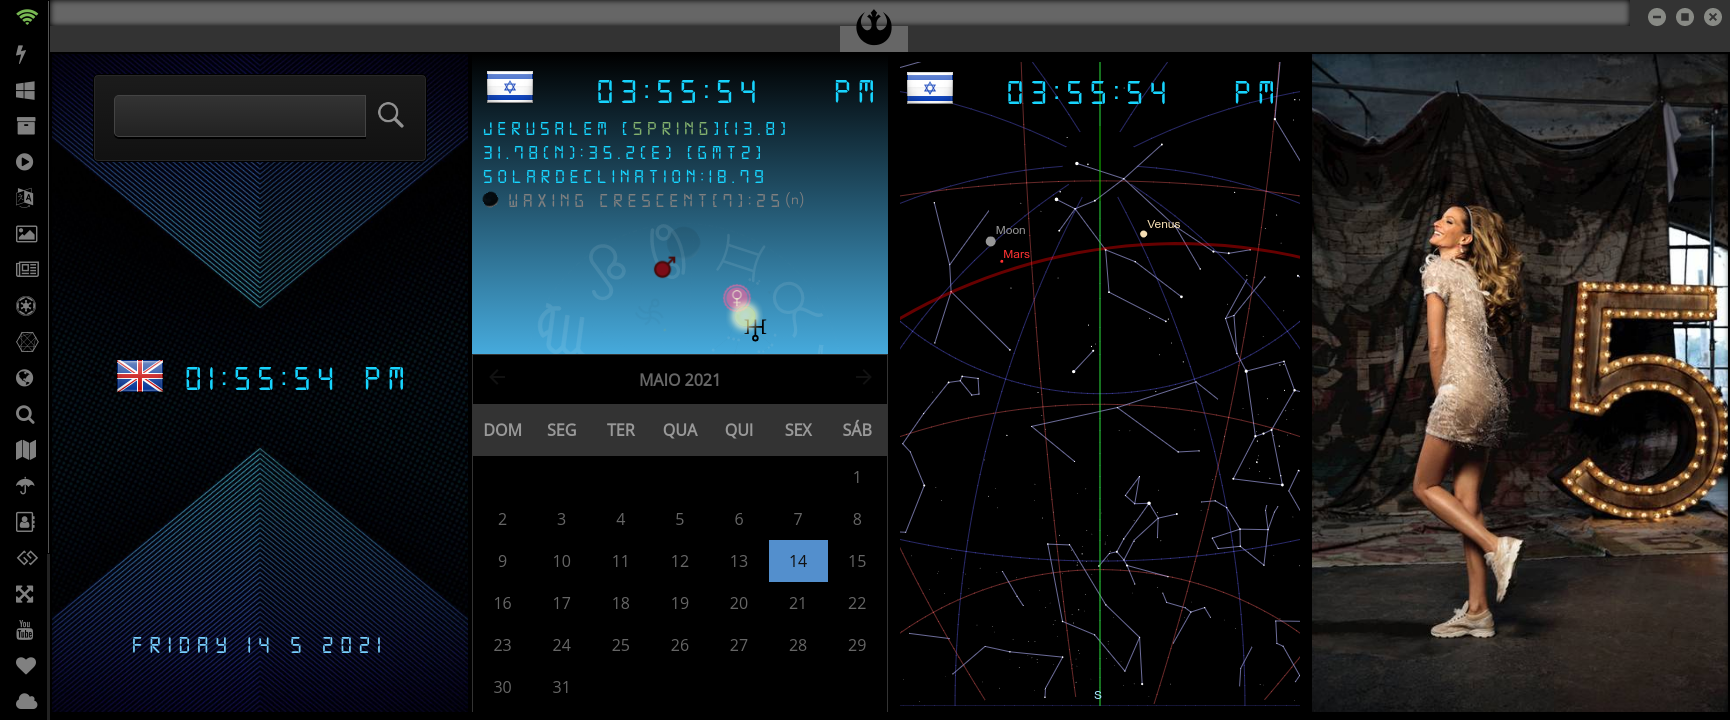 01:55:54 PM
FRIDAY 14 5 2021
03:55:54 PM
JERUSALEM [SPRING][13.8]
31.78(N):35.2(E) [GMT2]
SOLARDECLINATION:18.79
WAXING CRESCENT[7]:25(n)
MAIO 2021
DOM SEG TER QUA QUI SEX SÁB
1
2 3 4 5 6 7 8
9 10 11 12 13 14 15
16 17 18 19 20 21 22
23 24 25 26 27 28 29
30 31
03:55:54 PM
Moon
Venus
Mars
S
5
You
Tube